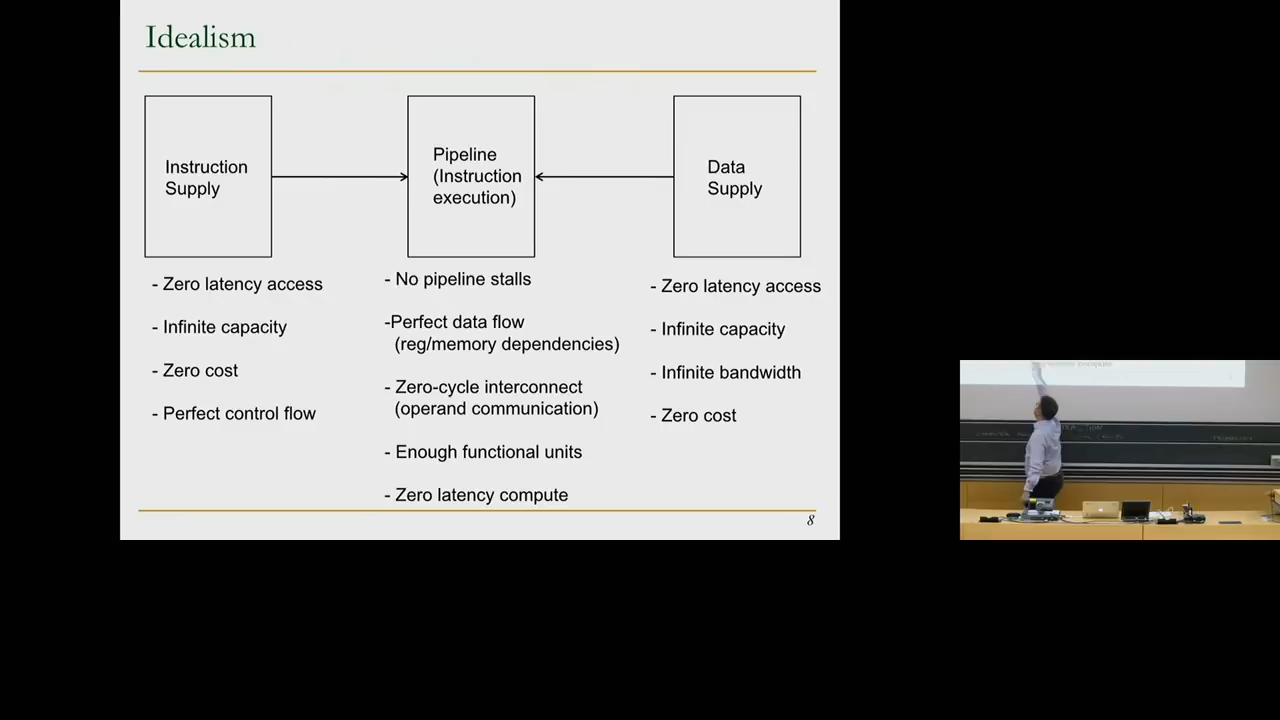 Idealism
Instruction
Supply
Pipeline
(Instruction
execution)
Data
Supply
- Zero latency access
- Infinite capacity
- Zero cost
- Perfect control flow
- No pipeline stalls
-Perfect data flow
(reg/memory dependencies)
- Zero-cycle interconnect
(operand communication)
- Enough functional units
- Zero latency compute
- Zero latency access
- Infinite capacity
- Infinite bandwidth
- Zero cost
8